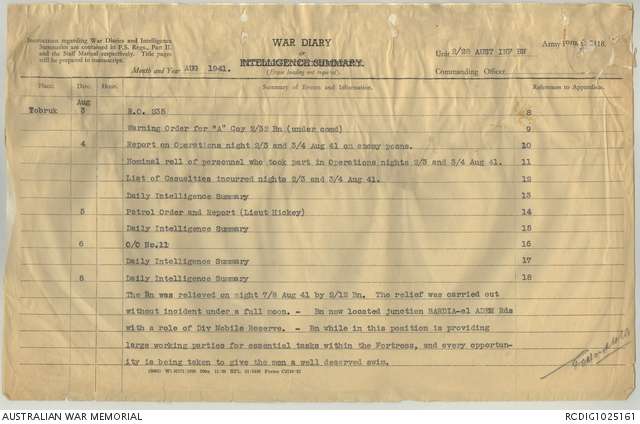 Instructions regarding War Diaries and Intelligence
Summaries are contained in F.S. Regs., Part II.
and the Staff Manual respectively. Title pages
will be prepared in manuscript.
WAR DIARY
OR
INTELLIGENCE SUMMARY.
(Erase heading not required).
Month and Year AUG 1941.
Army Form C. 2118.
Unit 2/28 AUST INF BN
Commanding Officer
Place. Date. Hour. Summary of Events and Information. References to Appendices.
Aug
Tobruk 3 R.O. 235 8
Warning Order for "A" Coy 2/32 Bn (under comd) 9
4 Report on Operations night 2/3 and 3/4 Aug 41 on enemy posns. 10
Nominal roll of personnel who took part in Operations nights 2/3 and 3/4 Aug 41. 11
List of Casualties incurred nights 2/3 and 3/4 Aug 41. 12
Daily Intelligence Summary 13
5 Patrol Order and Report (Lieut Hickey) 14
Daily Intelligence Summary 15
6 O/O No.11 16
Daily Intelligence Summary 17
8 Daily Intelligence Summary 18
The Bn was relieved on night 7/8 Aug 41 by 2/12 Bn. The relief was carried out
without incident under a full moon. - Bn now located junction BARDIA-el ADEM Rds
with a role of Div Mobile Reserve. - Bn while in this position is providing
large working parties for essential tasks within the Fortress, and every opportun-
ity is being taken to give the men a well deserved swim.
AUSTRALIAN WAR MEMORIAL
RCDIG1025161